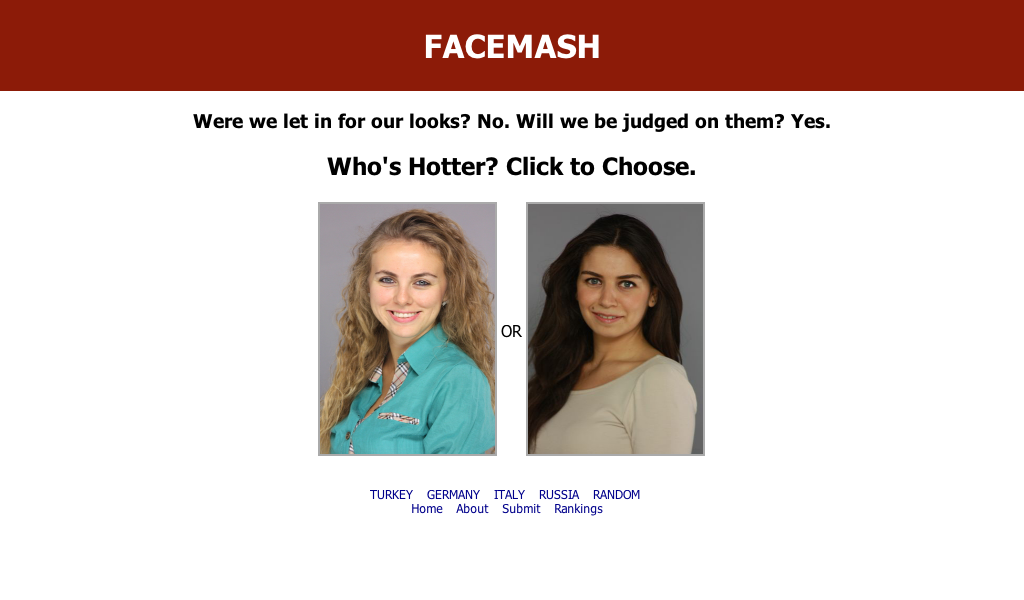 FACEMASH
Were we let in for our looks? No. Will we be judged on them? Yes.
Who's Hotter? Click to Choose.
OR
TURKEY GERMANY ITALY RUSSIA RANDOM
Home About Submit Rankings